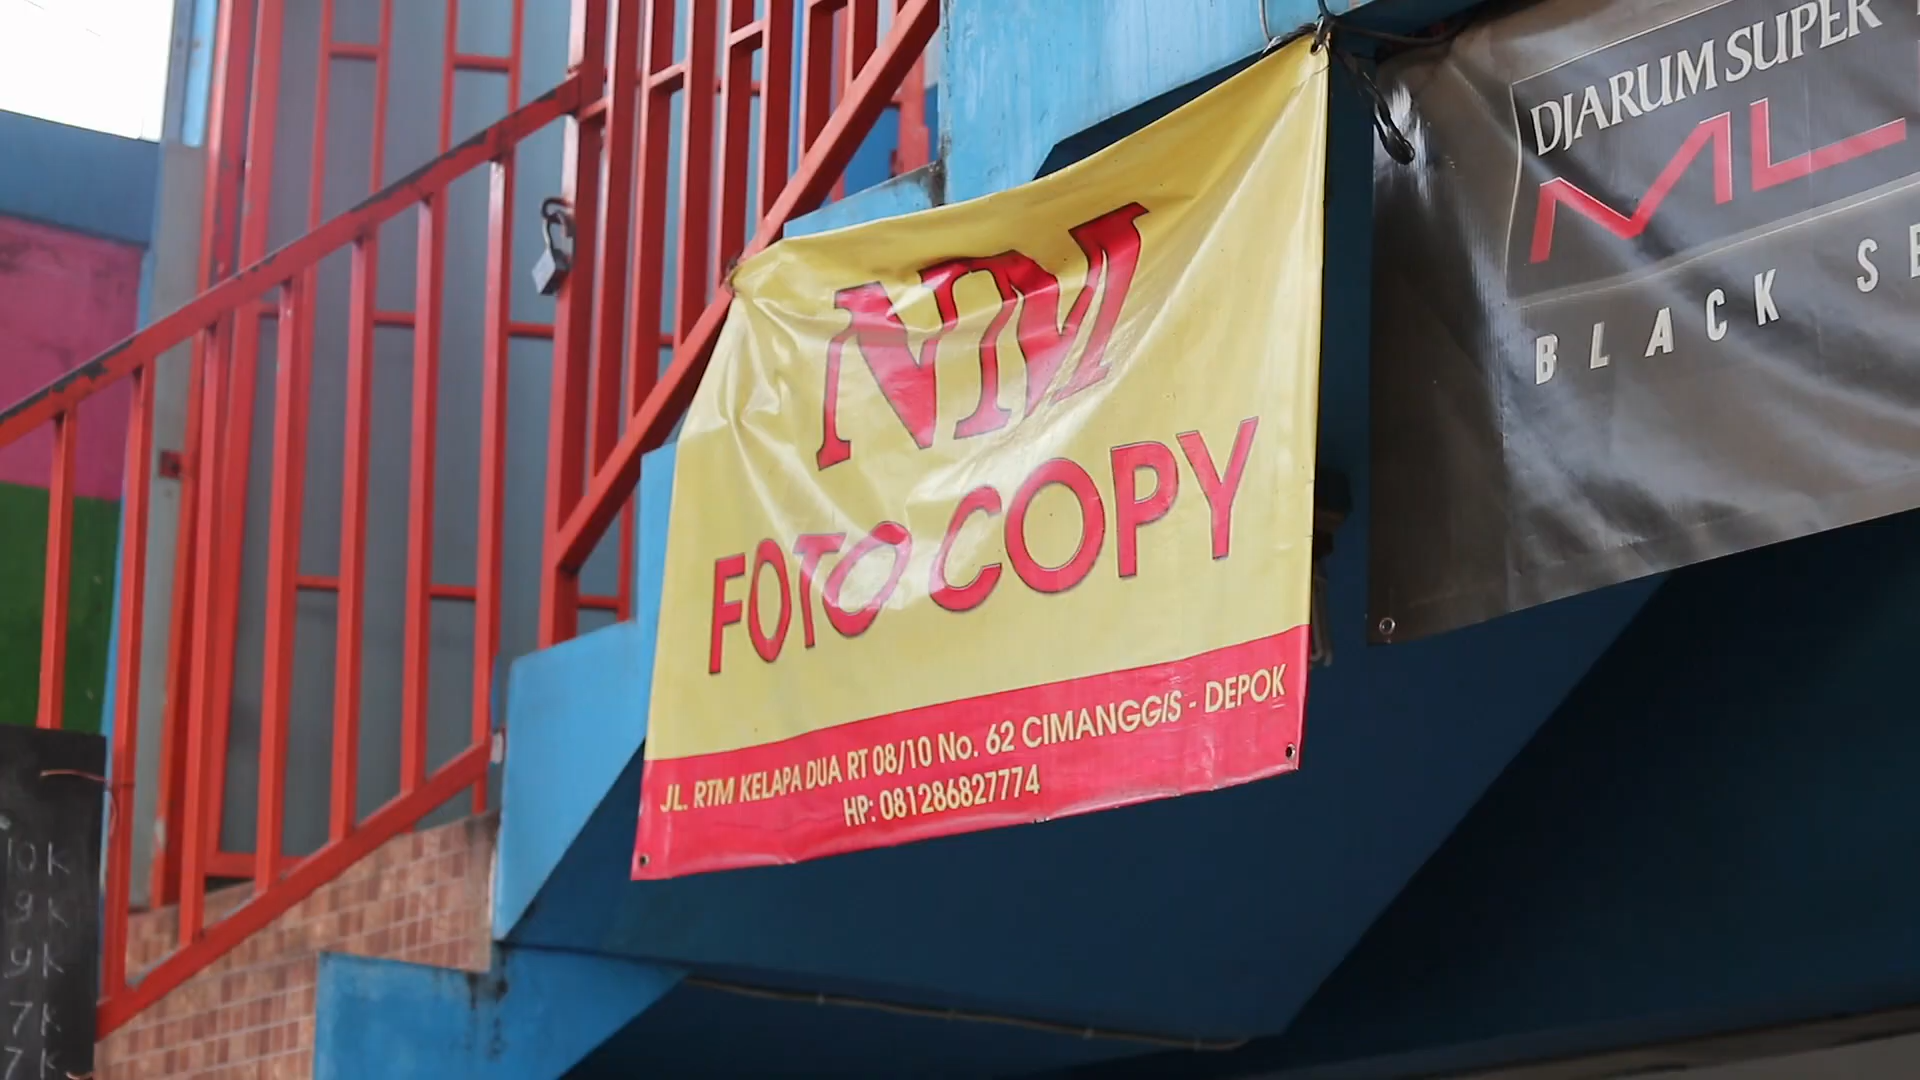 NM
FOTO COPY
JL. RTM KELAPA DUA RT 08/10 No. 62 CIMANGGIS - DEPOK
HP: 081286827774
DJARUM SUPER
MLD
BLACK SE
10K
9K
9K
7K
7K